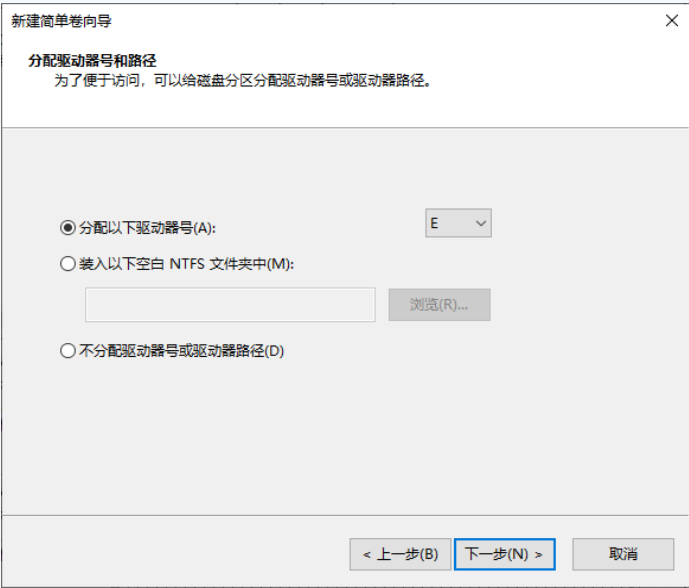 新建简单卷向导
分配驱动器号和路径
为了便于访问，可以给磁盘分区分配驱动器号或驱动器路径。
分配以下驱动器号(A): E
装入以下空白 NTFS 文件夹中(M):
浏览(R)...
不分配驱动器号或驱动器路径(D)
< 上一步(B) 下一步(N) > 取消